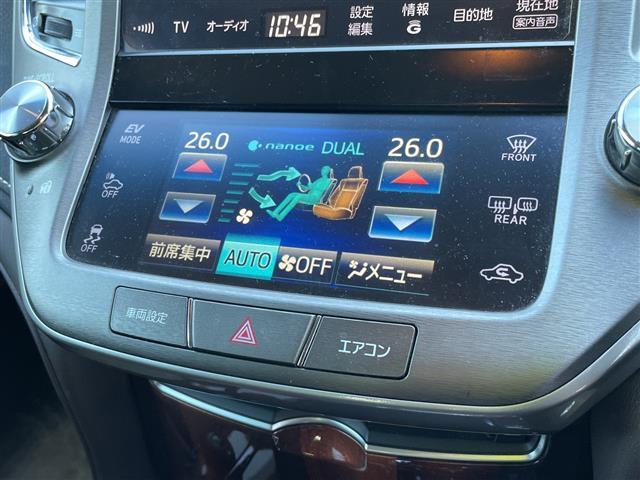 TV オーディオ 10:46 設定編集 情報 G 目的地 現在地 案内音声
EV MODE
26.0 nanoe DUAL 26.0
FRONT
OFF
REAR
OFF
前席集中 AUTO OFF メニュー
車両設定 エアコン